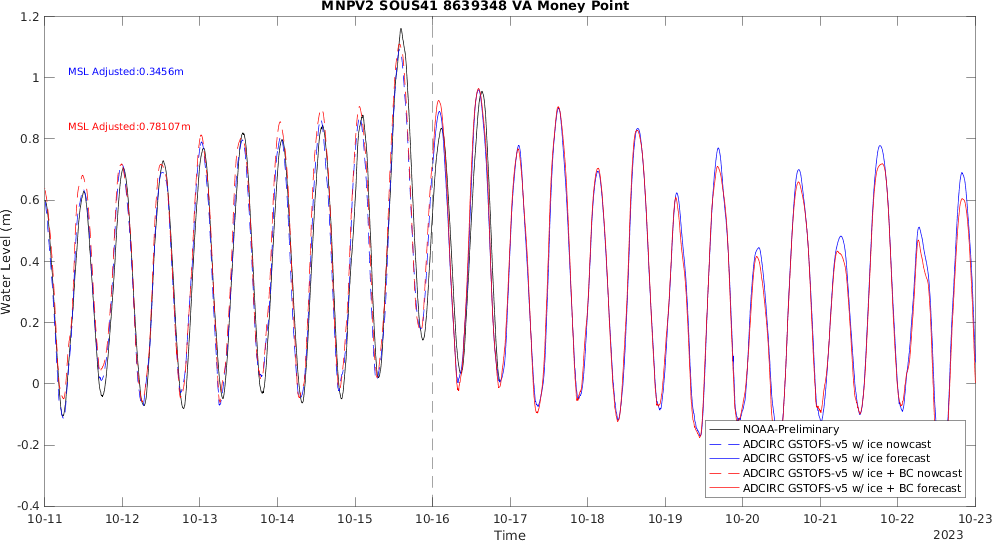 MNPV2 SOUS41 8639348 VA Money Point
1.2
1
0.8
0.6
0.4
0.2
0
-0.2
-0.4
Water Level (m)
MSL Adjusted:0.3456m
MSL Adjusted:0.78107m
NOAA-Preliminary
ADCIRC GSTOFS-v5 w/ ice nowcast
ADCIRC GSTOFS-v5 w/ ice forecast
ADCIRC GSTOFS-v5 w/ ice + BC nowcast
ADCIRC GSTOFS-v5 w/ ice + BC forecast
10-11 10-12 10-13 10-14 10-15 10-16 10-17 10-18 10-19 10-20 10-21 10-22 10-23
Time
2023